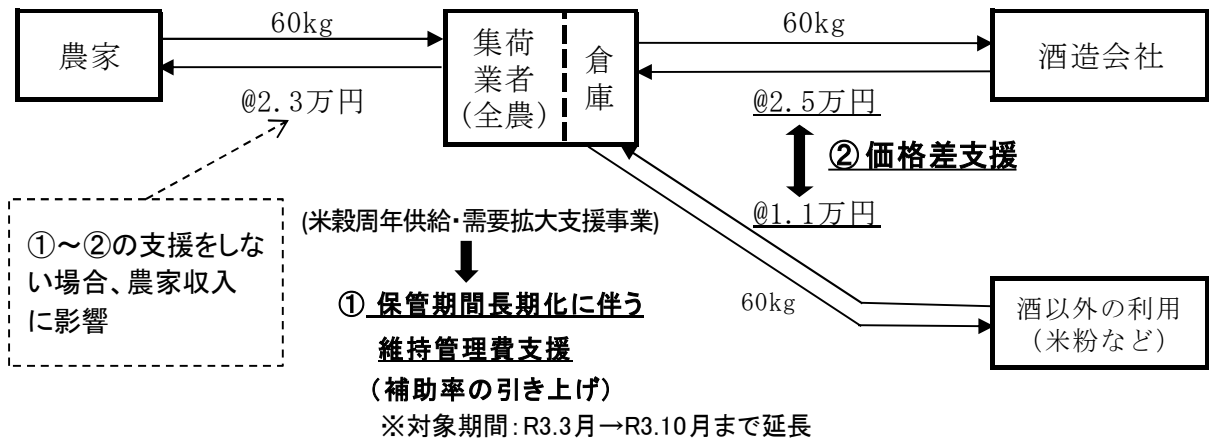 農家
60kg
@2.3万円
集荷
業者
(全農)
倉
庫
60kg
@2.5万円
酒造会社
②価格差支援
@1.1万円
①～②の支援をしな
い場合、農家収入
に影響
(米穀周年供給・需要拡大支援事業)
① 保管期間長期化に伴う
維持管理費支援
(補助率の引き上げ)
※対象期間：R3.3月→R3.10月まで延長
60kg
酒以外の利用
（米粉など）